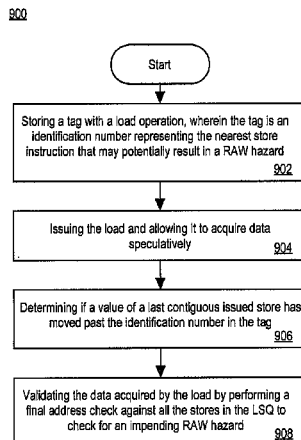 900
Start
Storing a tag with a load operation, wherein the tag is an
identification number representing the nearest store
instruction that may potentially result in a RAW hazard
902
Issuing the load and allowing it to acquire data
speculatively
904
Determining if a value of a last contiguous issued store has
moved past the identification number in the tag
906
Validating the data acquired by the load by performing a
final address check against all the stores in the LSQ to
check for an impending RAW hazard
908